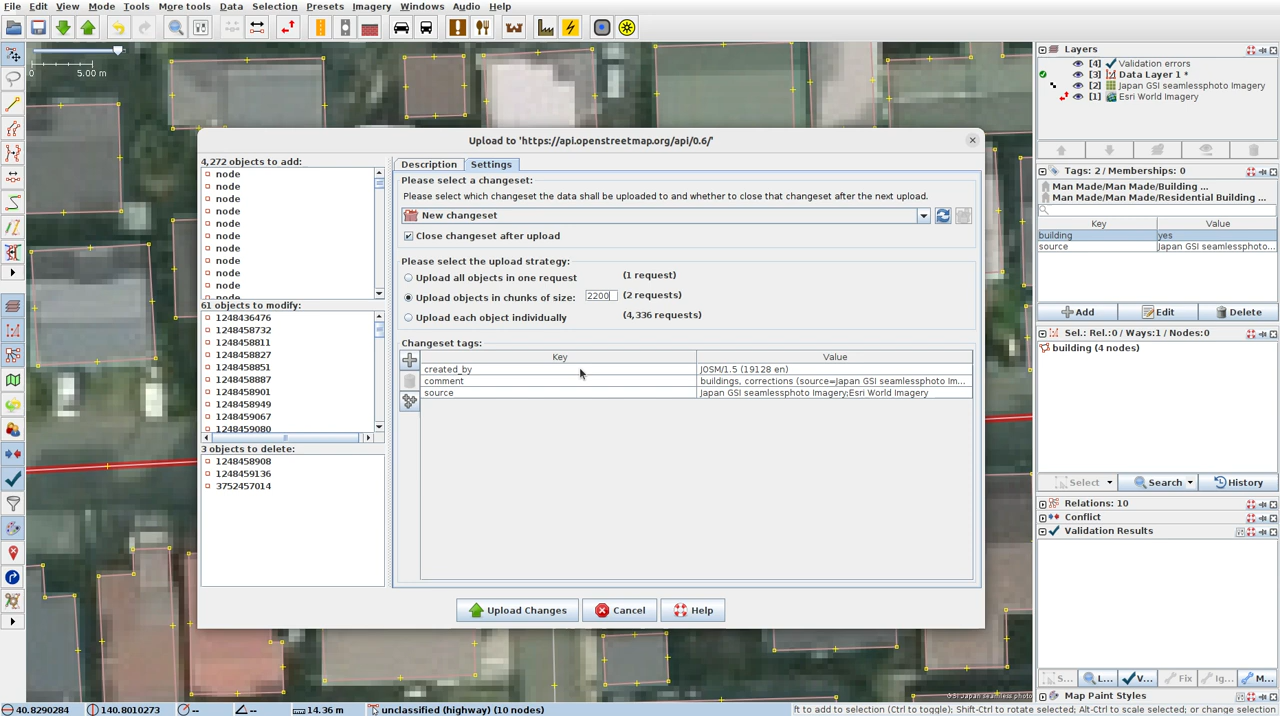 File Edit View Mode Tools More tools Data Selection Presets Imagery Windows Audio Help
0 5.00 m
Layers
[4] Validation errors
[3] Data Layer 1 *
[2] Japan GSI seamlessphoto Imagery
[1] Esri World Imagery
Tags: 2 / Memberships: 0
Man Made/Man Made/Building ...
Man Made/Man Made/Residential Building ...
Key Value
building yes
source Japan GSI seamlessphoto...
Add Edit Delete
Sel.: Rel.:0 / Ways:1 / Nodes:0
building (4 nodes)
Select Search History
Relations: 10
Conflict
Validation Results
S... L... V... Fix Ig... M...
Map Paint Styles
Upload to 'https://api.openstreetmap.org/api/0.6/'
4,272 objects to add:
node
node
node
node
node
node
node
node
node
node
node
61 objects to modify:
1248436476
1248458732
1248458811
1248458827
1248458851
1248458887
1248458901
1248458949
1248459067
1248459080
3 objects to delete:
1248458908
1248459136
3752457014
Description Settings
Please select a changeset:
Please select which changeset the data shall be uploaded to and whether to close that changeset after the next upload.
New changeset
Close changeset after upload
Please select the upload strategy:
Upload all objects in one request (1 request)
Upload objects in chunks of size: 2200 (2 requests)
Upload each object individually (4,336 requests)
Changeset tags:
Key Value
created_by JOSM/1.5 (19128 en)
comment buildings, corrections (source=Japan GSI seamlessphoto Im...
source Japan GSI seamlessphoto Imagery;Esri World Imagery
Upload Changes Cancel Help
GSI Japan seamless photo
40.8290284 140.8010273 -- -- 14.36 m unclassified (highway) (10 nodes) ft to add to selection (Ctrl to toggle); Shift-Ctrl to rotate selected; Alt-Ctrl to scale selected; or change selection